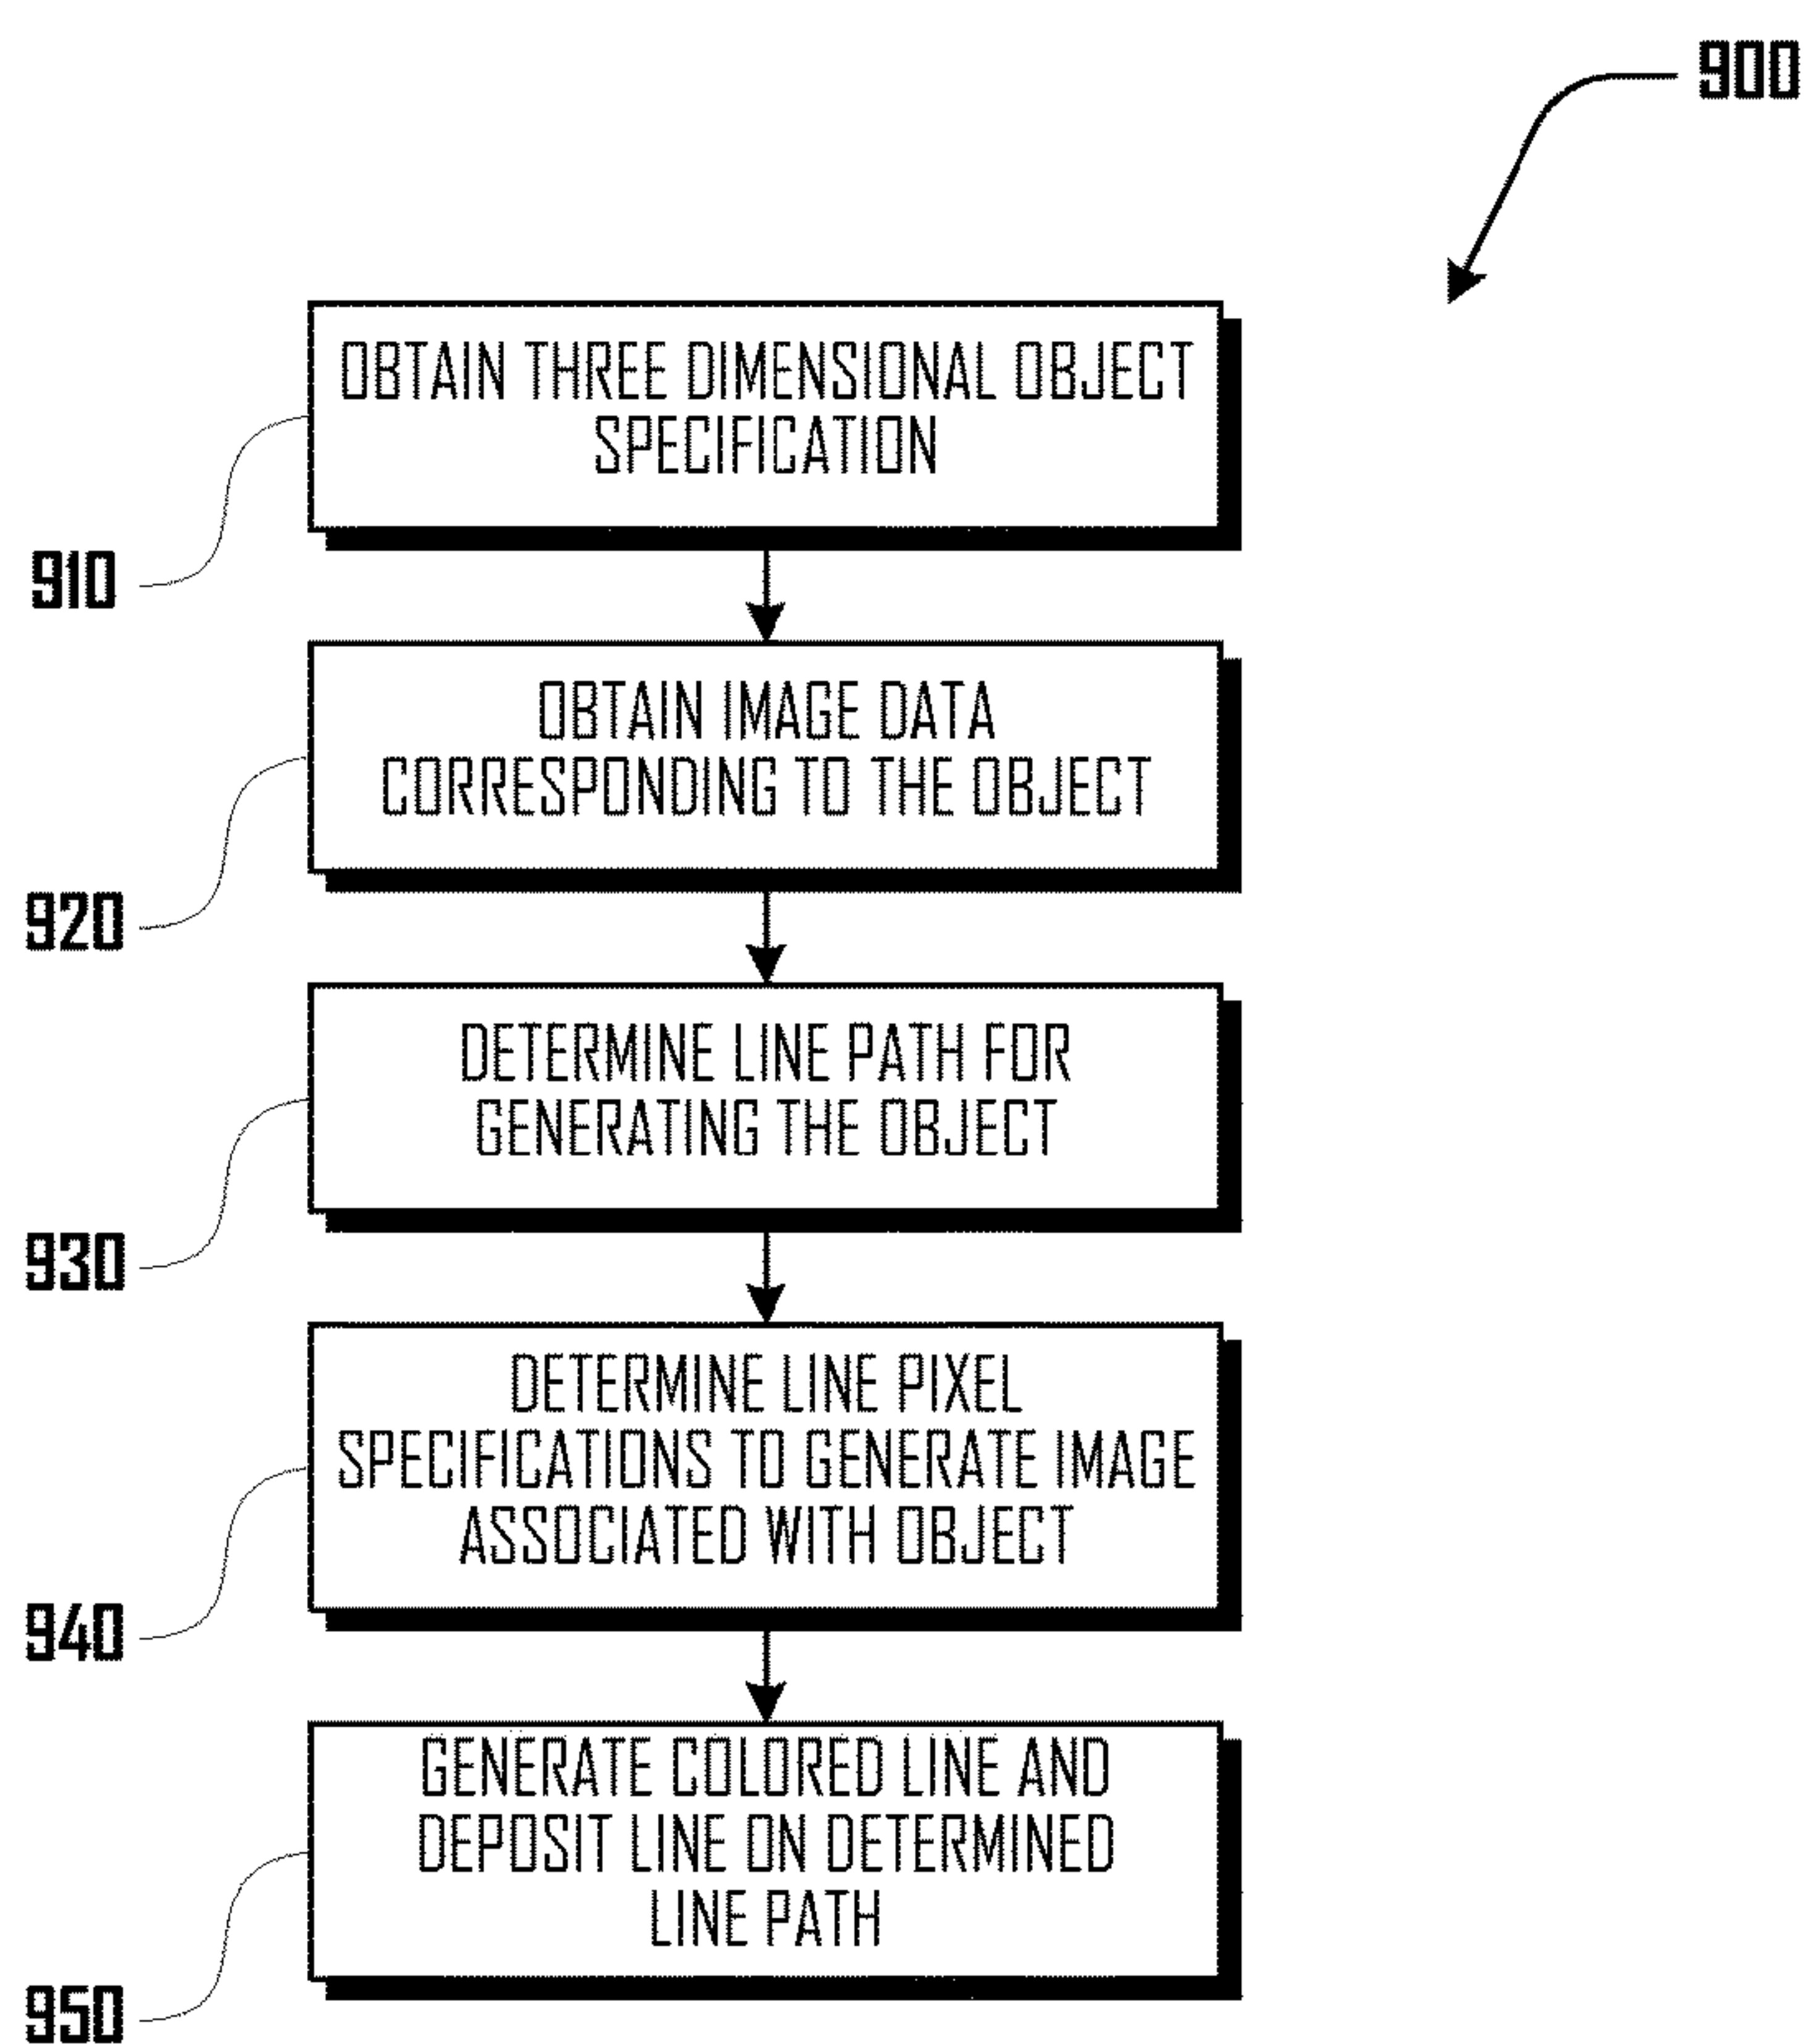 900
OBTAIN THREE DIMENSIONAL OBJECT
SPECIFICATION
910
OBTAIN IMAGE DATA
CORRESPONDING TO THE OBJECT
920
DETERMINE LINE PATH FOR
GENERATING THE OBJECT
930
DETERMINE LINE PIXEL
SPECIFICATIONS TO GENERATE IMAGE
ASSOCIATED WITH OBJECT
940
GENERATE COLORED LINE AND
DEPOSIT LINE ON DETERMINED
LINE PATH
950